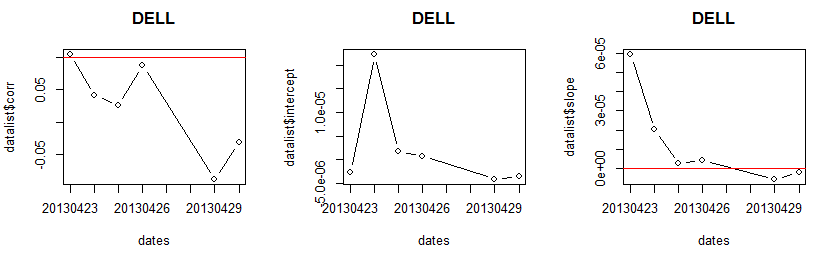 DELL
datalist$corr
0.05
-0.05
20130423 20130426 20130429
dates
DELL
datalist$intercept
1.0e-05
-5.0e-06
20130423 20130426 20130429
dates
DELL
datalist$slope
6e-05
3e-05
0e+00
20130423 20130426 20130429
dates